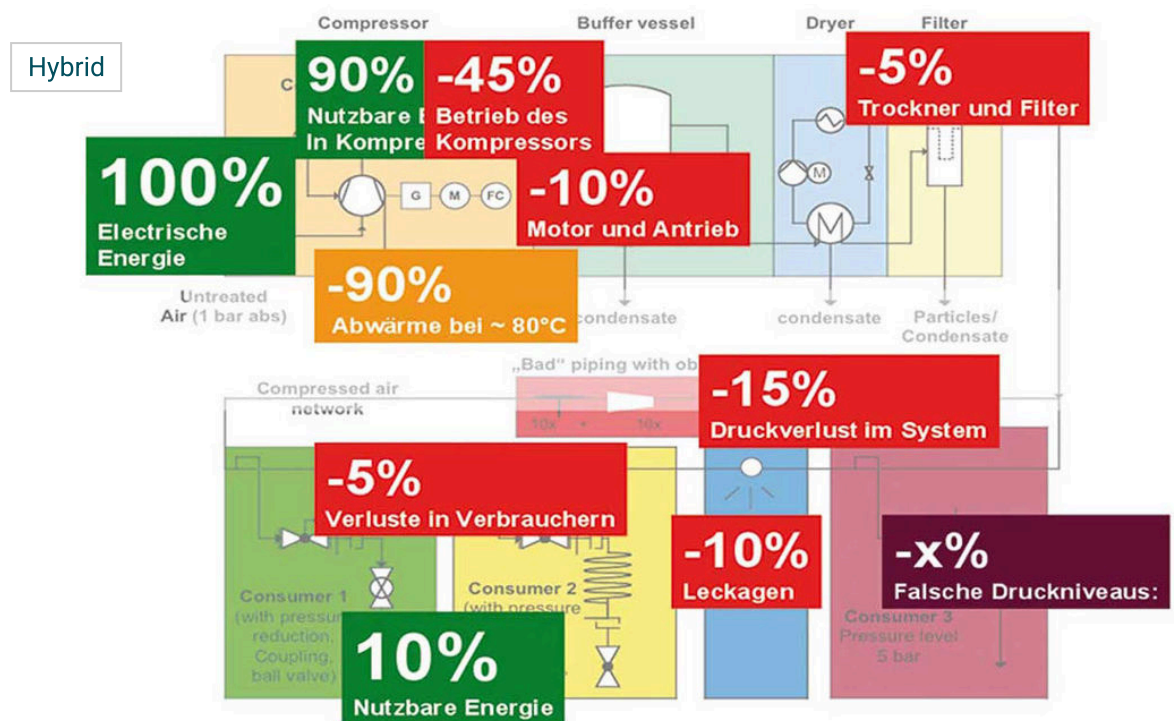 Compressor
Buffer vessel
Dryer
Filter
Hybrid
90%
Nutzbare
In Kompre
-45%
Betrieb des
Kompressors
-5%
Trockner und Filter
100%
Electrische
Energie
G
M
FC
-10%
Motor und Antrieb
M
M
-90%
Abwärme bei ~ 80°C
Untreated
Air (1 bar abs)
condensate
condensate
Particles/
Condensate
„Bad“ piping with ob
Compressed air
network
10x
16x
-15%
Druckverlust im System
-5%
Verluste in Verbrauchern
-10%
Leckagen
-x%
Falsche Druckniveaus:
Consumer 1
(with pressur
reduction,
Coupling,
ball valve)
Consumer 2
(with pressure
Consumer 3
Pressure level
5 bar
10%
Nutzbare Energie